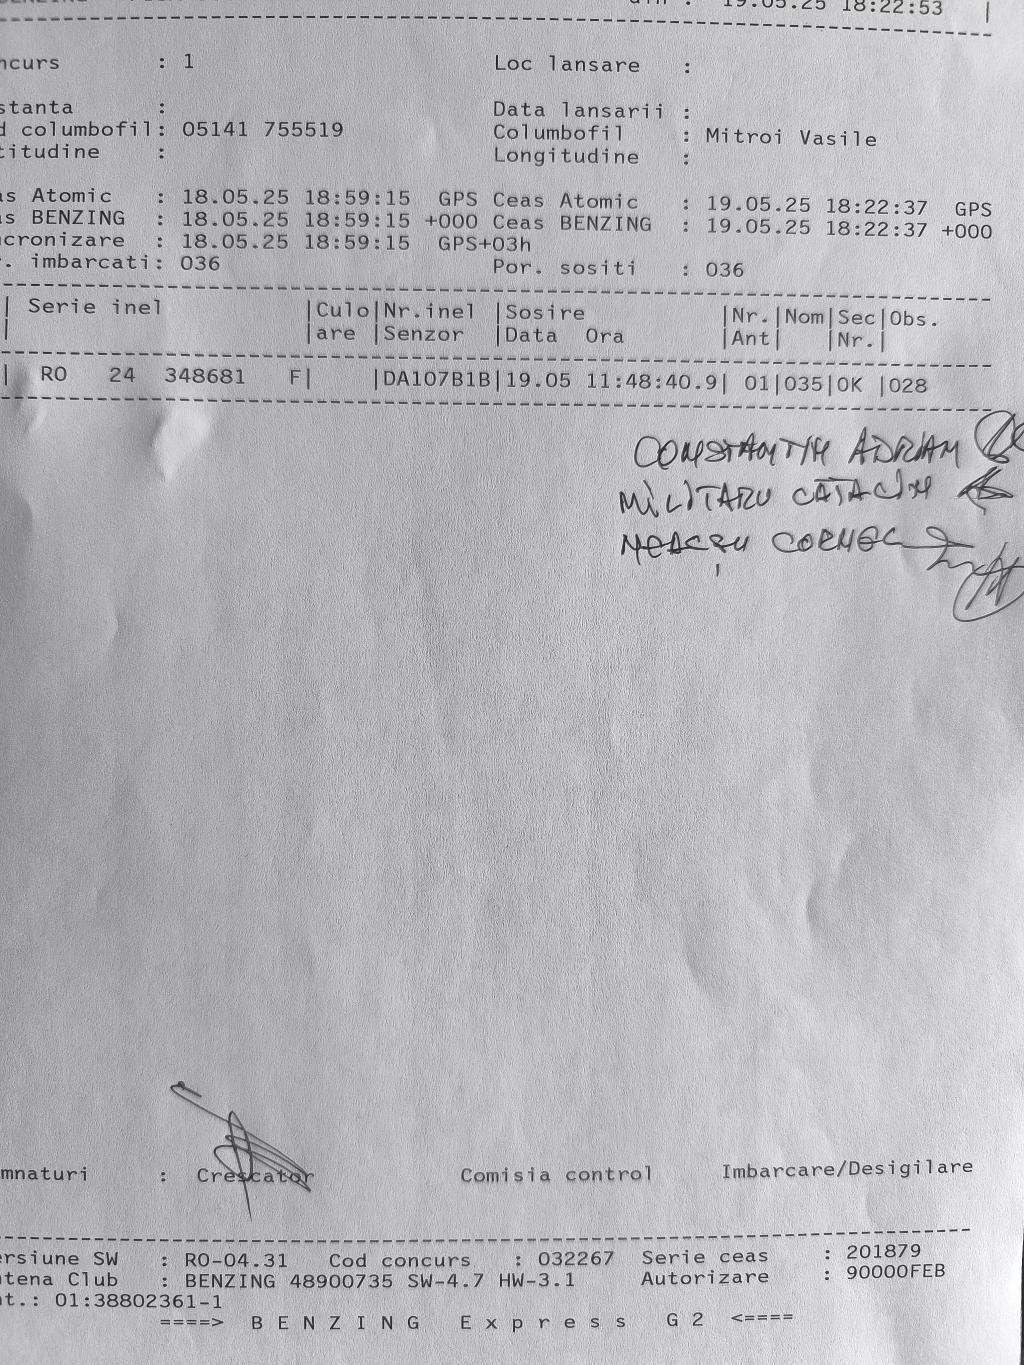 19.05.25 18:22:53 |
ncurs : 1 Loc lansare :
stanta : Data lansarii :
d columbofil: 05141 755519 Columbofil : Mitroi Vasile
titudine : Longitudine :
as Atomic : 18.05.25 18:59:15 GPS Ceas Atomic : 19.05.25 18:22:37 GPS
as BENZING : 18.05.25 18:59:15 +000 Ceas BENZING : 19.05.25 18:22:37 +000
ncronizare : 18.05.25 18:59:15 GPS+03h
r. imbarcati: 036 Por. sositi : 036
| Serie inel |Culo|Nr.inel |Sosire |Nr.|Nom|Sec|Obs.
| |are |Senzor |Data Ora |Ant| |Nr.|
| RO 24 348681 F| |DA107B1B|19.05 11:48:40.9| 01|035|OK |028
CONSTANTIN ADRIAN
MILITARU CATALIN
NEACȘU CORNEL
mnaturi : Crescator Comisia control Imbarcare/Desigilare
ersiune SW : RO-04.31 Cod concurs : 032267 Serie ceas : 201879
ntena Club : BENZING 48900735 SW-4.7 HW-3.1 Autorizare : 90000FEB
nt.: 01:38802361-1
====> B E N Z I N G E x p r e s s G 2 <====